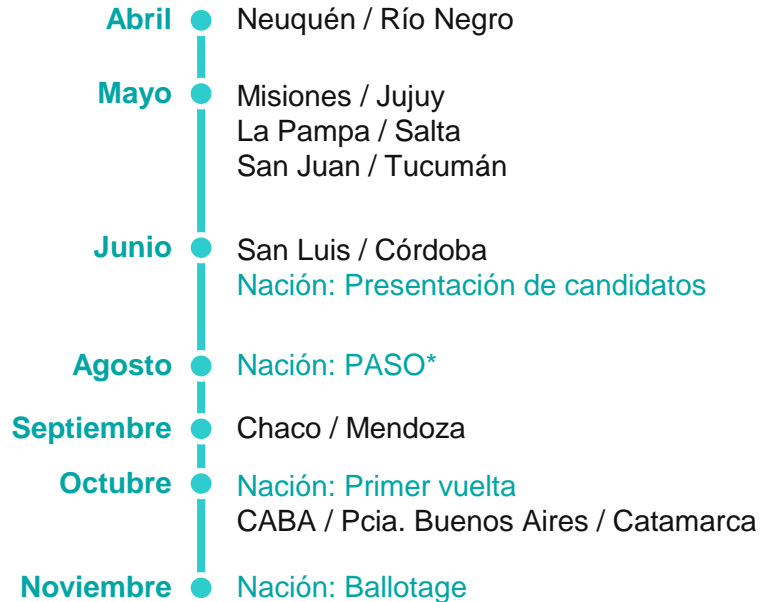 Abril Neuquén / Río Negro
Mayo Misiones / Jujuy
La Pampa / Salta
San Juan / Tucumán
Junio San Luis / Córdoba
Nación: Presentación de candidatos
Agosto Nación: PASO*
Septiembre Chaco / Mendoza
Octubre Nación: Primer vuelta
CABA / Pcia. Buenos Aires / Catamarca
Noviembre Nación: Ballotage